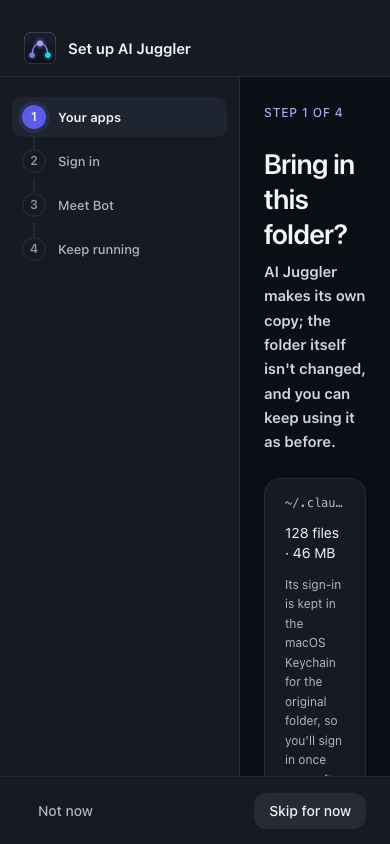 Set up AI Juggler
1 Your apps
2 Sign in
3 Meet Bot
4 Keep running
STEP 1 OF 4
Bring in
this
folder?
AI Juggler
makes its own
copy; the
folder itself
isn't changed,
and you can
keep using it
as before.
~/.clau…
128 files
· 46 MB
Its sign-in
is kept in
the
macOS
Keychain
for the
original
folder, so
you'll sign
in once
Not now
Skip for now